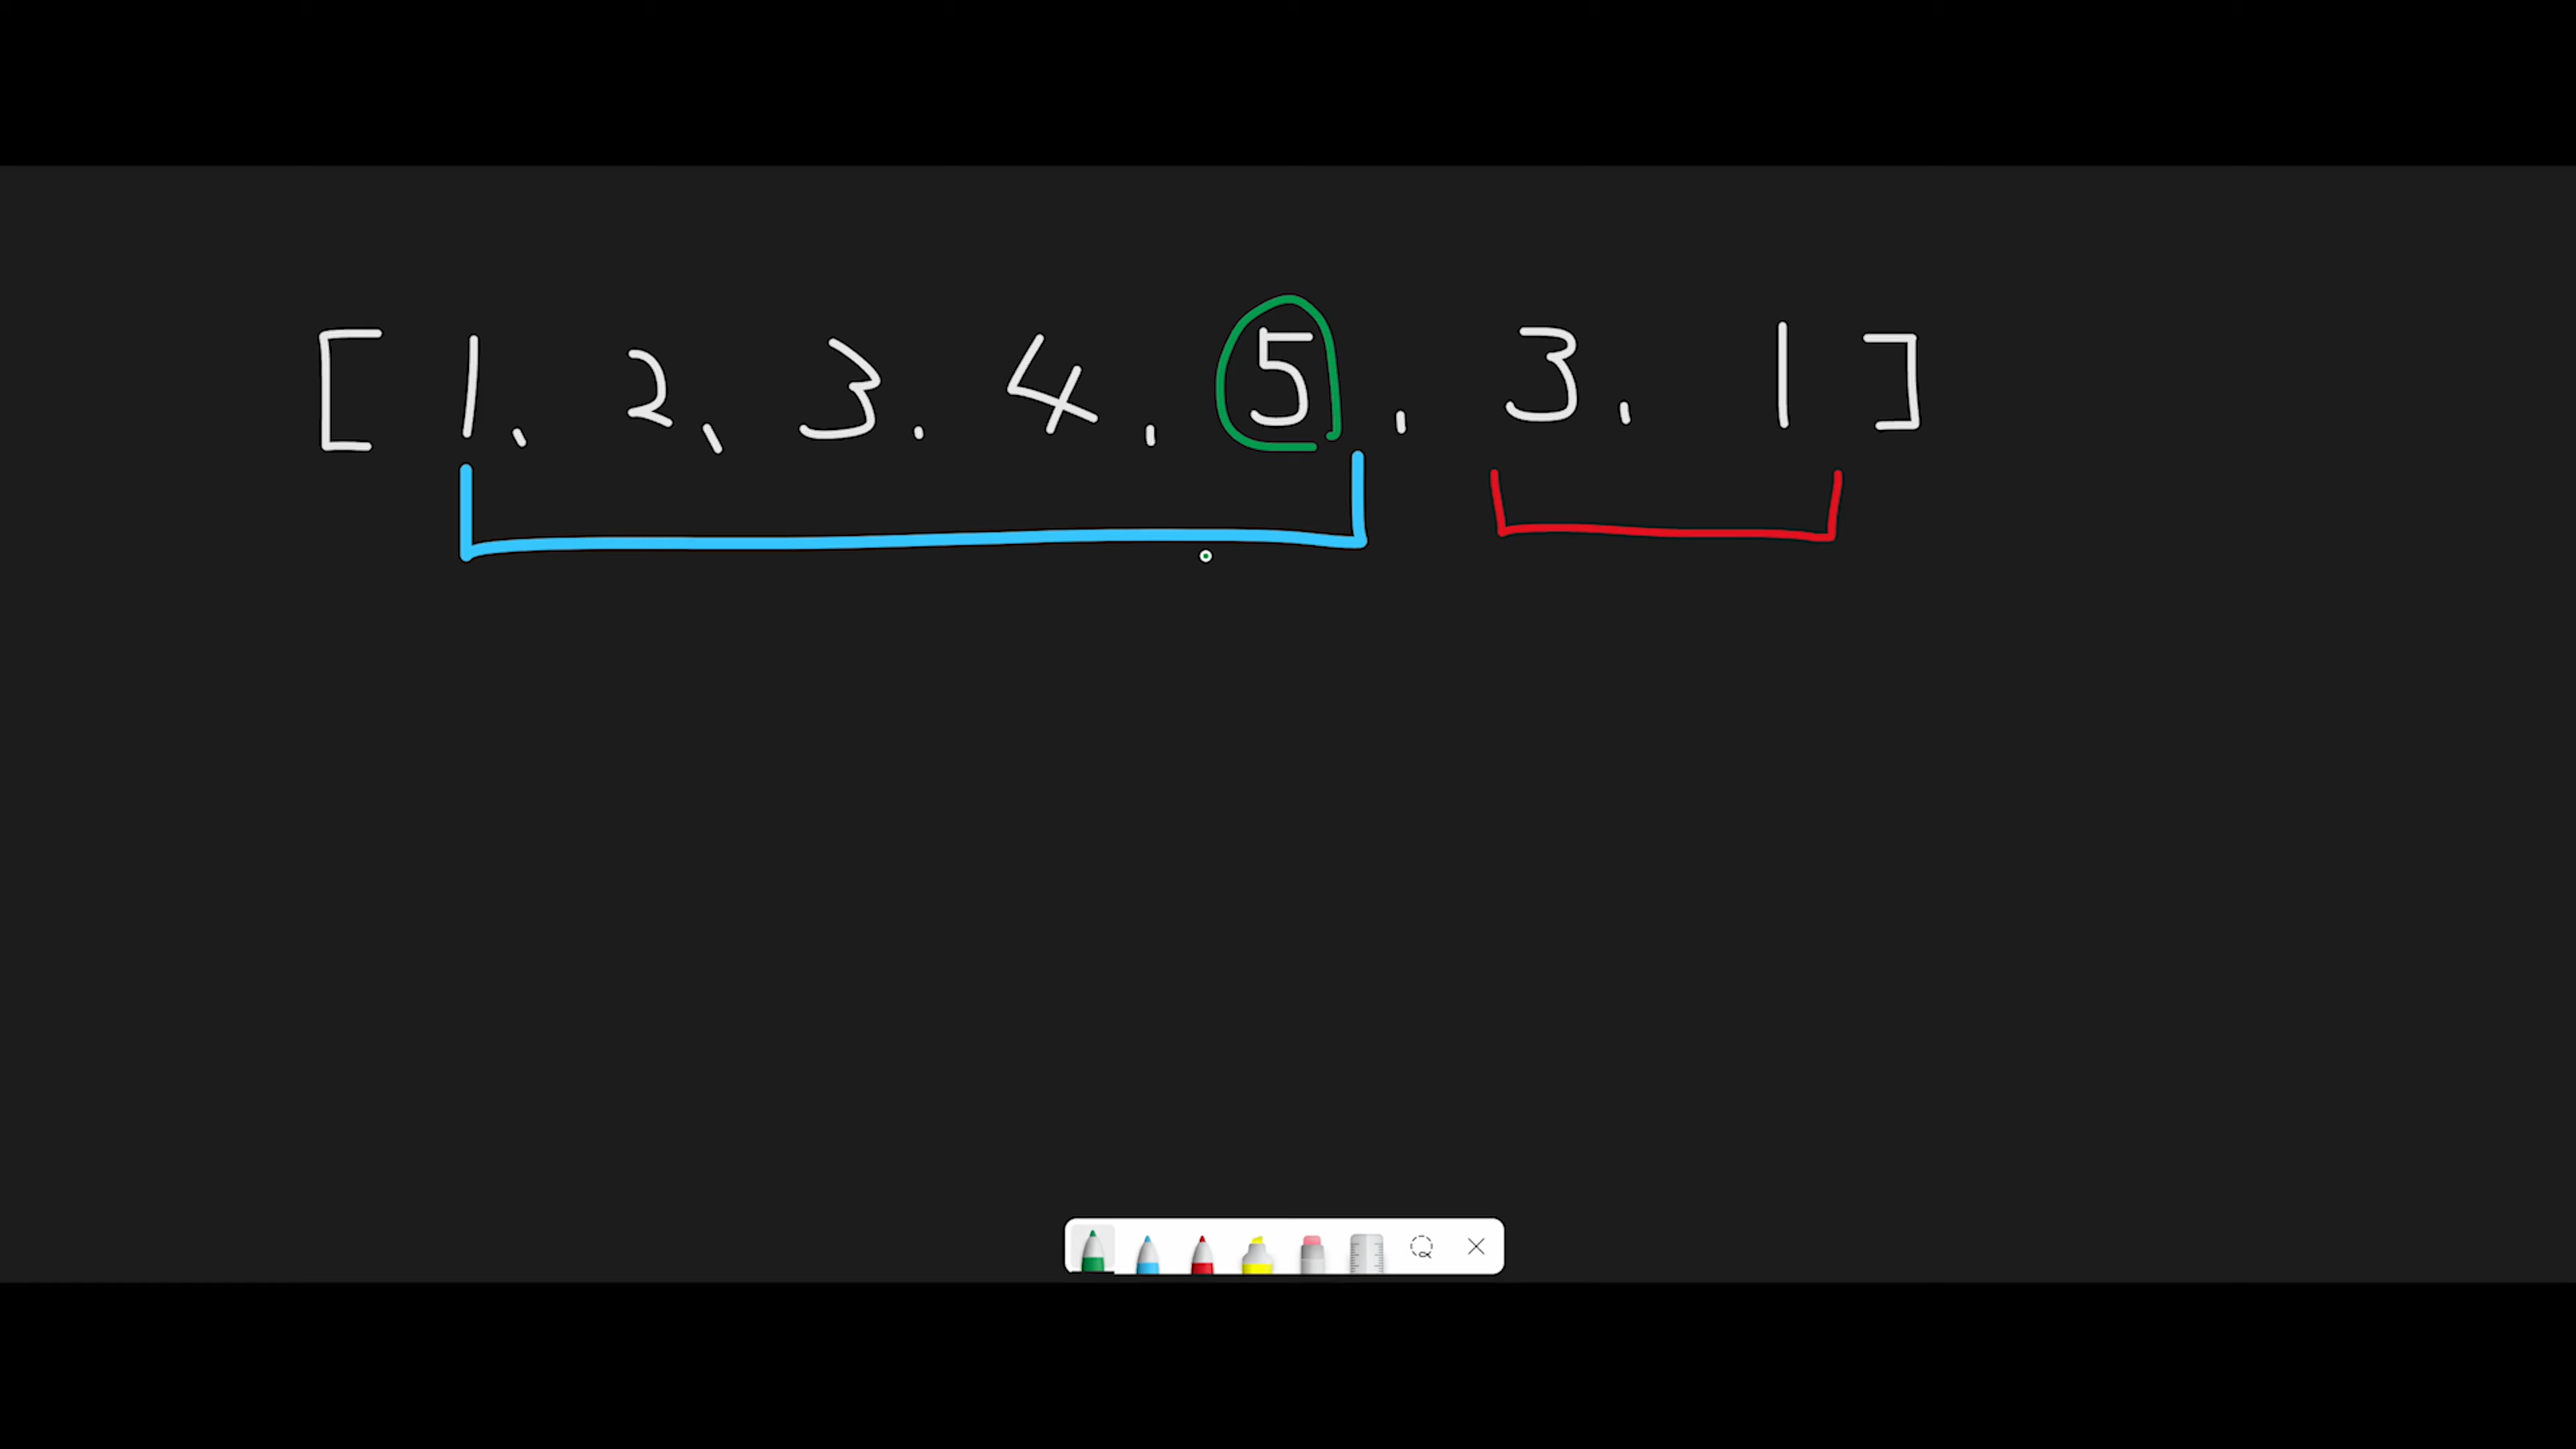 [ 1, 2, 3, 4, 5, 3, 1 ]